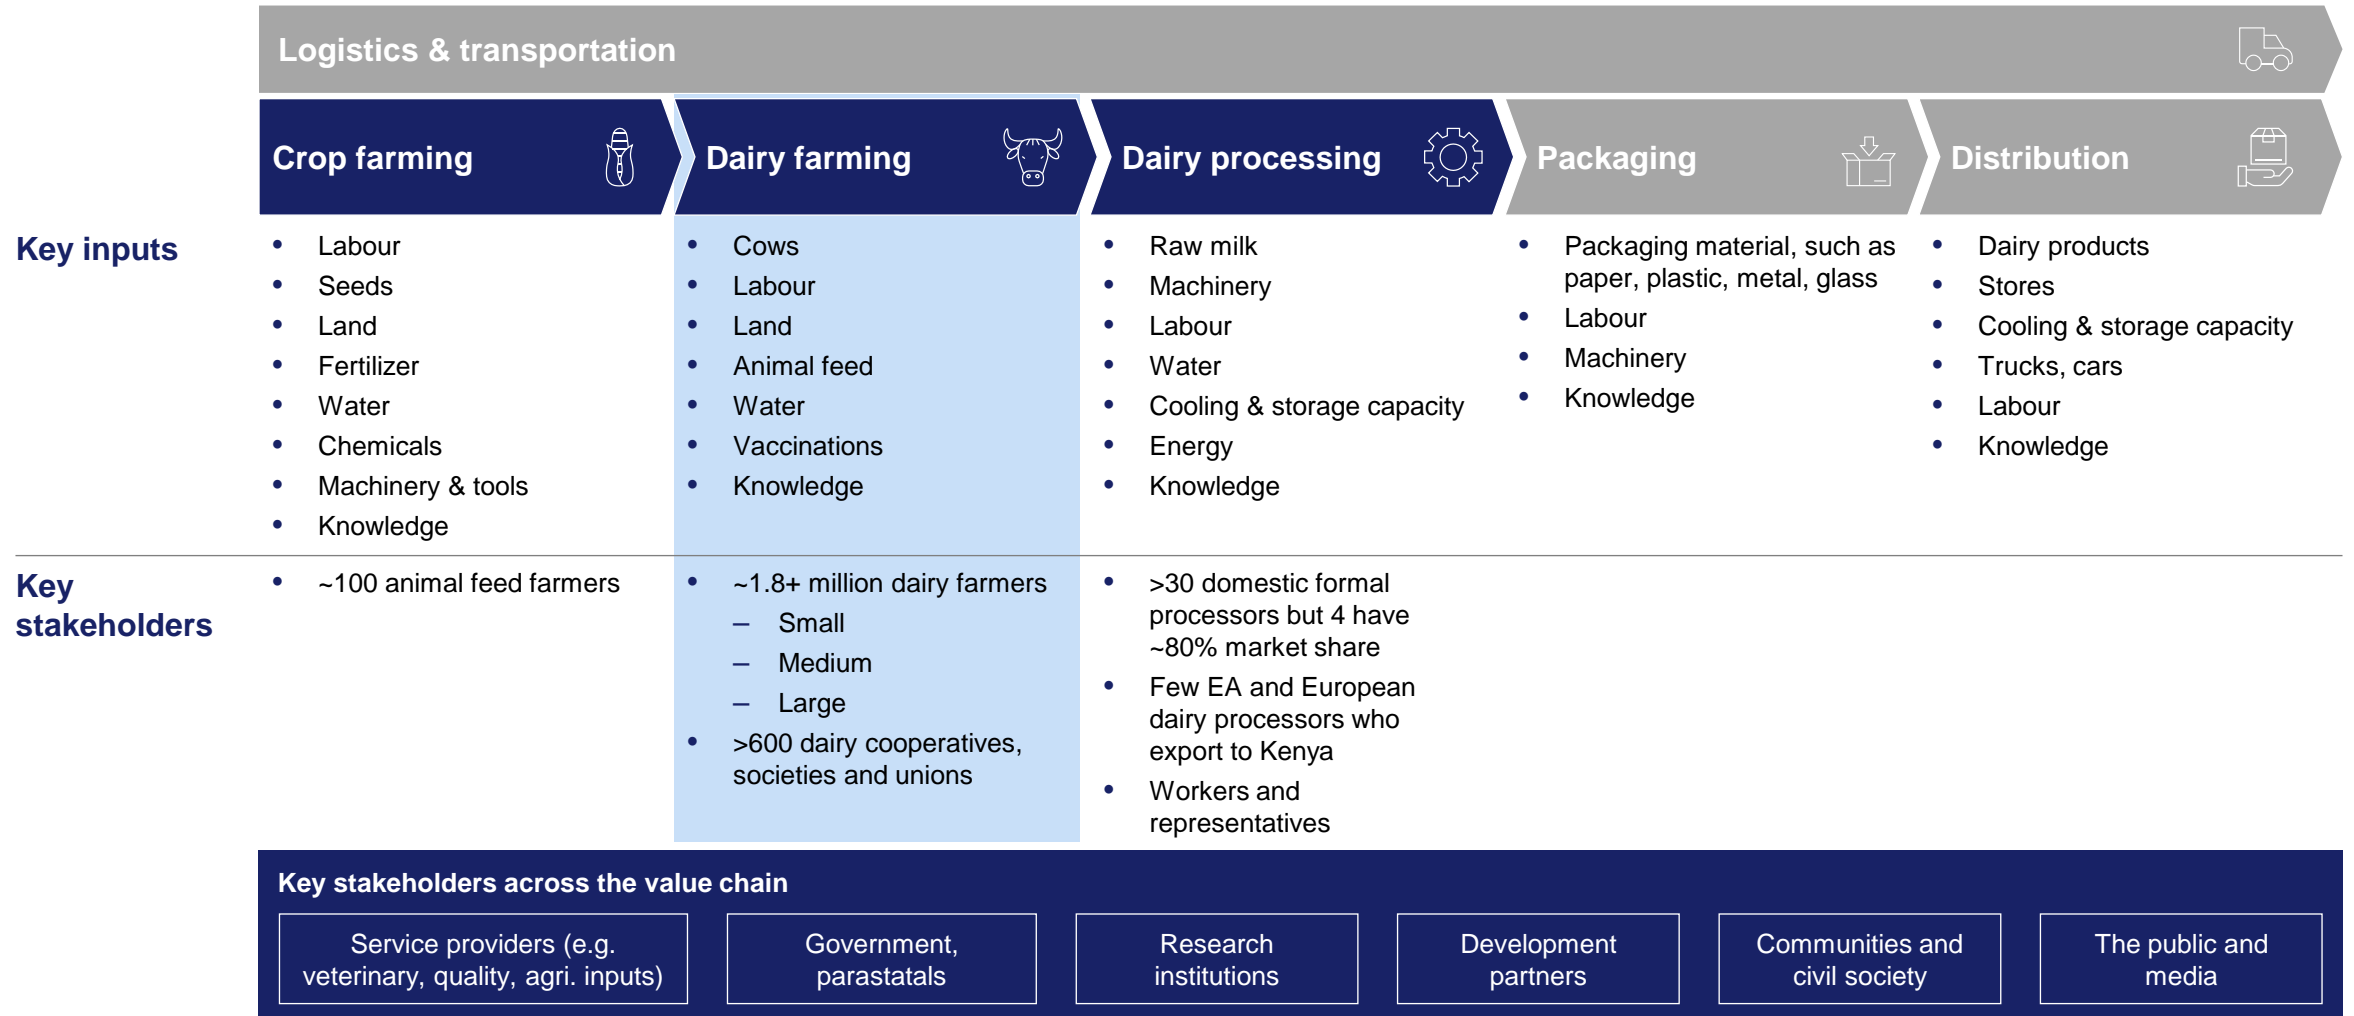 Logistics & transportation
Crop farming
Dairy farming
Dairy processing
Packaging
Distribution
Key inputs
• Labour
• Seeds
• Land
• Fertilizer
• Water
• Chemicals
• Machinery & tools
• Knowledge
• Cows
• Labour
• Land
• Animal feed
• Water
• Vaccinations
• Knowledge
• Raw milk
• Machinery
• Labour
• Water
• Cooling & storage capacity
• Energy
• Knowledge
• Packaging material, such as
paper, plastic, metal, glass
• Labour
• Machinery
• Knowledge
• Dairy products
• Stores
• Cooling & storage capacity
• Trucks, cars
• Labour
• Knowledge
Key
stakeholders
• ~100 animal feed farmers
• ~1.8+ million dairy farmers
– Small
– Medium
– Large
• >600 dairy cooperatives,
societies and unions
• >30 domestic formal
processors but 4 have
~80% market share
• Few EA and European
dairy processors who
export to Kenya
• Workers and
representatives
Key stakeholders across the value chain
Service providers (e.g.
veterinary, quality, agri. inputs)
Government,
parastatals
Research
institutions
Development
partners
Communities and
civil society
The public and
media